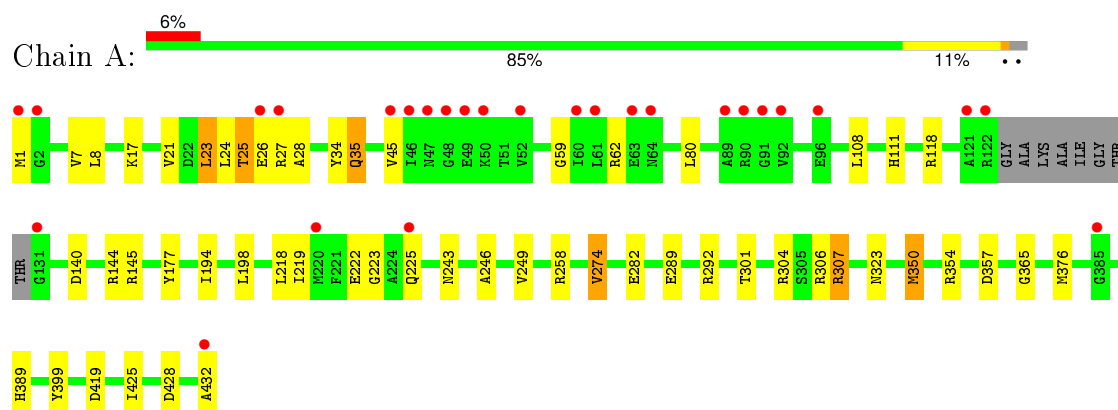 6%
Chain A:
85% 11% • •
M1 G2 V7 L8 K17 V21 D22 L23 L24 T25 E26 R27 A28 Y34 Q35 V45 I46 N47 G48 E49 K50 T51 V52 G59 I60 L61 R62 E63 N64 L80 A89 R90 G91 V92 E96 L108 H111 R118 A121 R122 GLY ALA LYS ALA ILE GLY THR
THR G131 D140 R144 R145 Y177 I194 L198 L218 I219 M220 F221 E222 G223 A224 Q225 N243 A246 V249 R258 V274 E282 E289 R292 T301 R304 S305 R306 R307 N323 M350 R354 D357 G365 M376 G385
H389 Y399 D419 I425 D428 A432